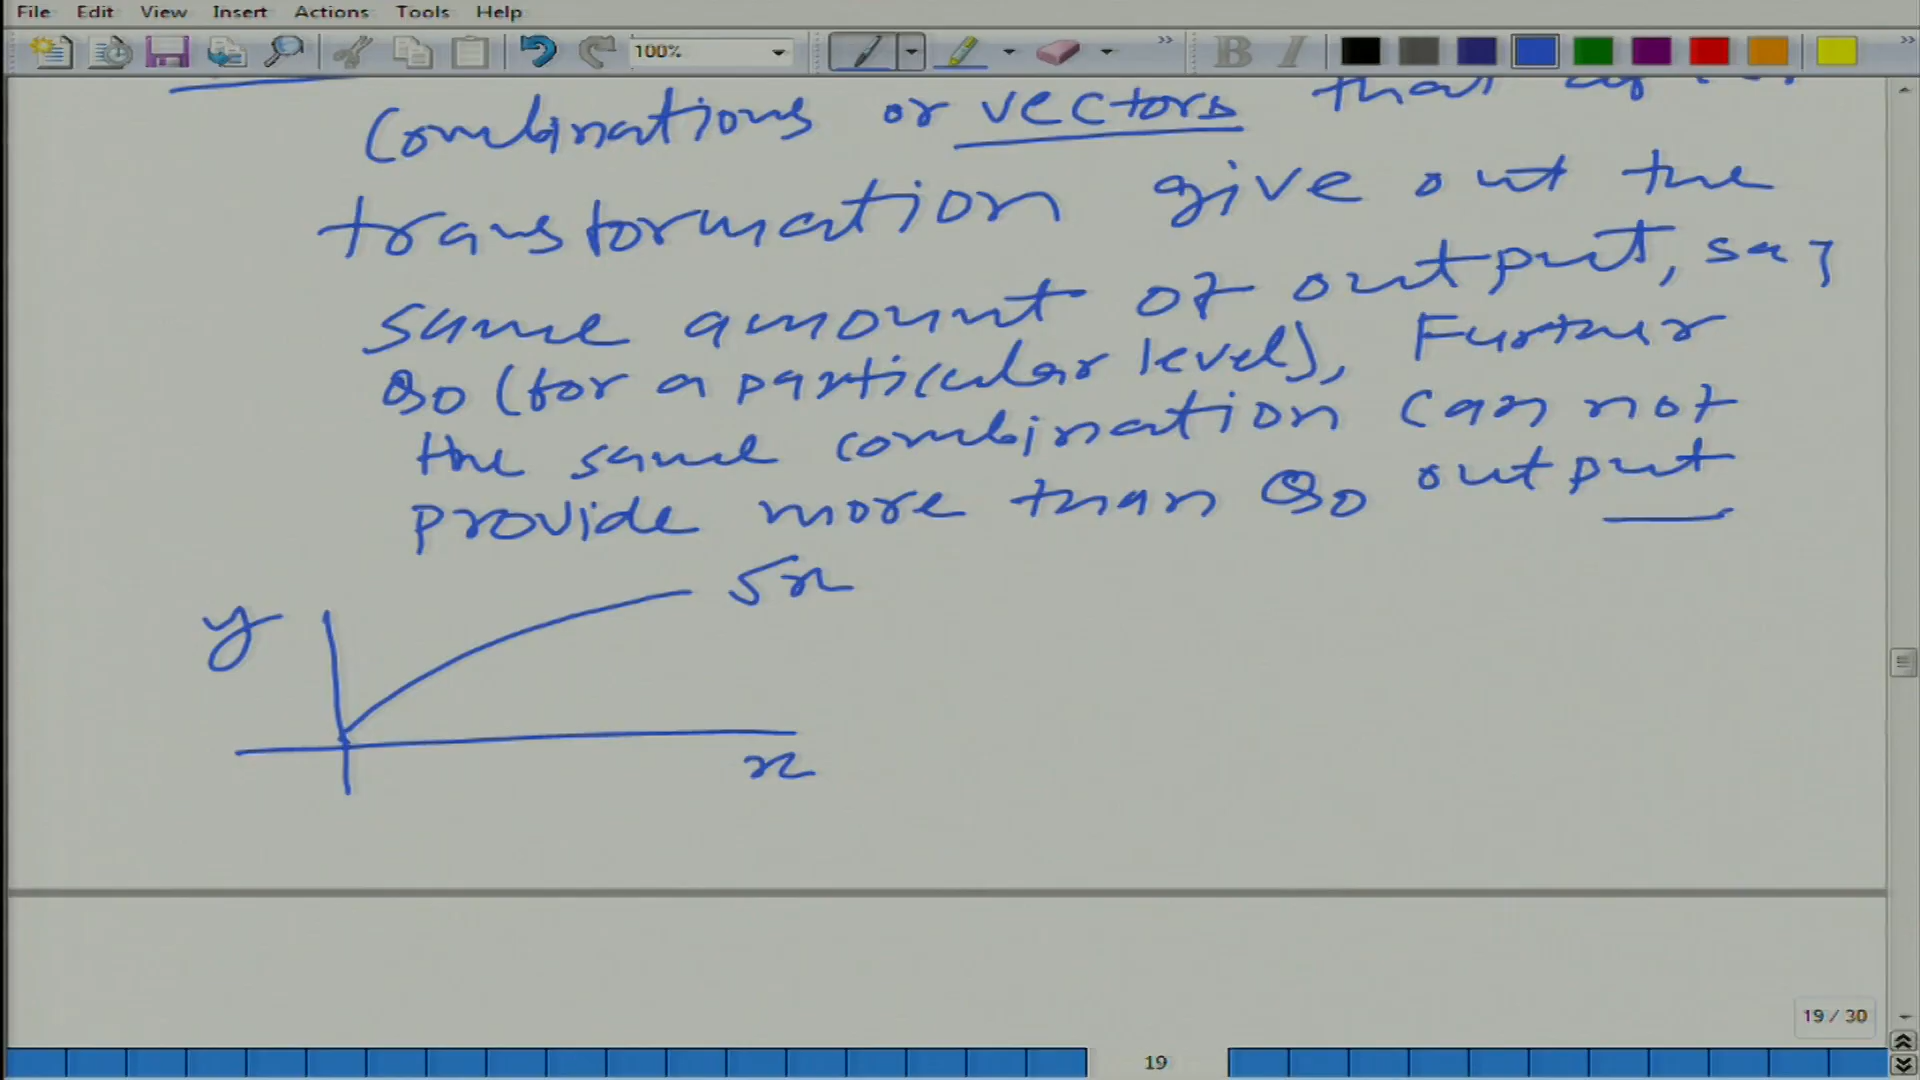 File Edit View Insert Actions Tools Help
100%
Combinations or vectors that
transformation give out the
same amount of output, say
Q0 (for a particular level), Further
the same combination can not
provide more than Q0 output
y
x
19 / 30
19